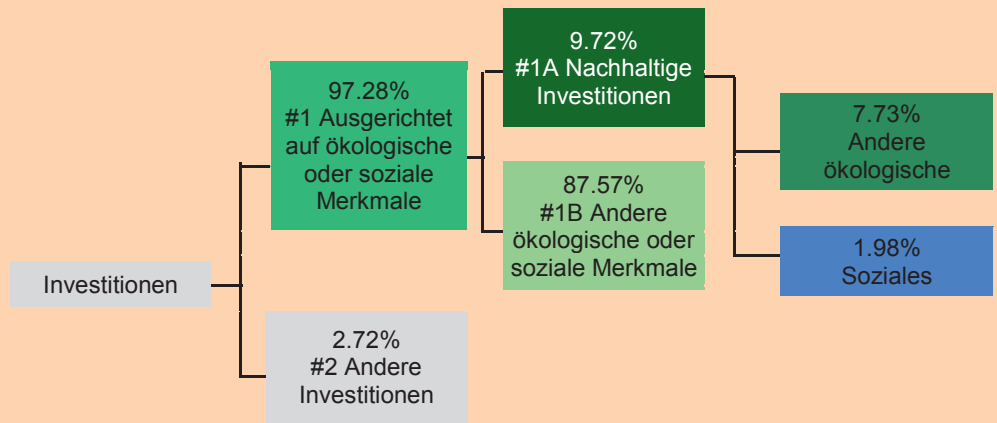 Investitionen
97.28%
#1 Ausgerichtet
auf ökologische
oder soziale
Merkmale
2.72%
#2 Andere
Investitionen
9.72%
#1A Nachhaltige
Investitionen
87.57%
#1B Andere
ökologische oder
soziale Merkmale
7.73%
Andere
ökologische
1.98%
Soziales